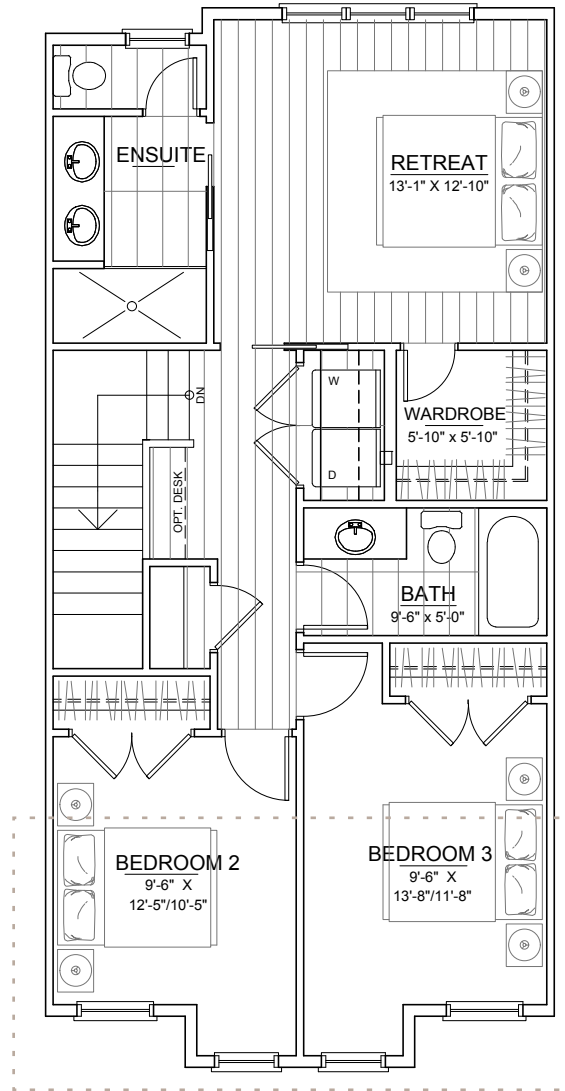 ENSUITE
RETREAT
13'-1" X 12'-10"
DN
W
WARDROBE
5'-10" x 5'-10"
D
OPT. DESK
BATH
9'-6" x 5'-0"
BEDROOM 2
9'-6" X
12'-5"/10'-5"
BEDROOM 3
9'-6" X
13'-8"/11'-8"